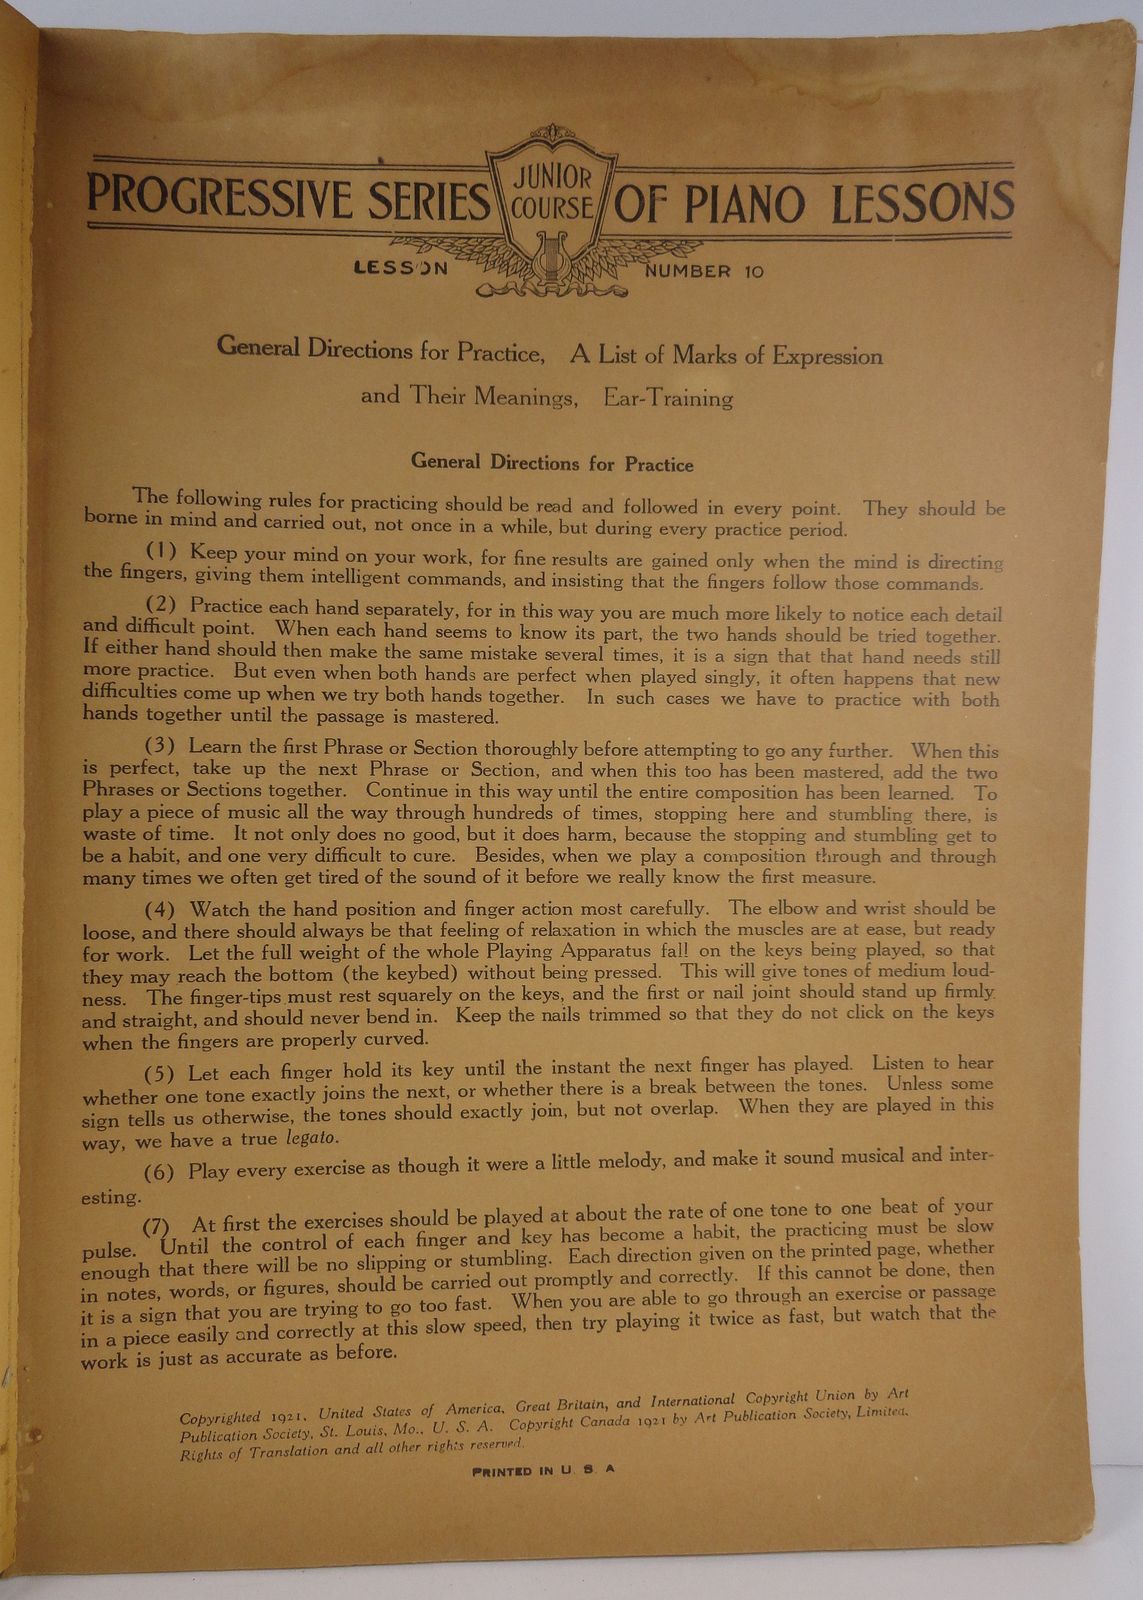 PROGRESSIVE SERIES JUNIOR COURSE OF PIANO LESSONS
LESSON NUMBER 10
General Directions for Practice, A List of Marks of Expression
and Their Meanings, Ear-Training
General Directions for Practice
The following rules for practicing should be read and followed in every point. They should be
borne in mind and carried out, not once in a while, but during every practice period.
(1) Keep your mind on your work, for fine results are gained only when the mind is directing
the fingers, giving them intelligent commands, and insisting that the fingers follow those commands.
(2) Practice each hand separately, for in this way you are much more likely to notice each detail
and difficult point. When each hand seems to know its part, the two hands should be tried together.
If either hand should then make the same mistake several times, it is a sign that that hand needs still
more practice. But even when both hands are perfect when played singly, it often happens that new
difficulties come up when we try both hands together. In such cases we have to practice with both
hands together until the passage is mastered.
(3) Learn the first Phrase or Section thoroughly before attempting to go any further. When this
is perfect, take up the next Phrase or Section, and when this too has been mastered, add the two
Phrases or Sections together. Continue in this way until the entire composition has been learned. To
play a piece of music all the way through hundreds of times, stopping here and stumbling there, is
waste of time. It not only does no good, but it does harm, because the stopping and stumbling get to
be a habit, and one very difficult to cure. Besides, when we play a composition through and through
many times we often get tired of the sound of it before we really know the first measure.
(4) Watch the hand position and finger action most carefully. The elbow and wrist should be
loose, and there should always be that feeling of relaxation in which the muscles are at ease, but ready
for work. Let the full weight of the whole Playing Apparatus fall on the keys being played, so that
they may reach the bottom (the keybed) without being pressed. This will give tones of medium loud-
ness. The finger-tips must rest squarely on the keys, and the first or nail joint should stand up firmly
and straight, and should never bend in. Keep the nails trimmed so that they do not click on the keys
when the fingers are properly curved.
(5) Let each finger hold its key until the instant the next finger has played. Listen to hear
whether one tone exactly joins the next, or whether there is a break between the tones. Unless some
sign tells us otherwise, the tones should exactly join, but not overlap. When they are played in this
way, we have a true legato.
(6) Play every exercise as though it were a little melody, and make it sound musical and inter-
esting.
(7) At first the exercises should be played at about the rate of one tone to one beat of your
pulse. Until the control of each finger and key has become a habit, the practicing must be slow
enough that there will be no slipping or stumbling. Each direction given on the printed page, whether
in notes, words, or figures, should be carried out promptly and correctly. If this cannot be done, then
it is a sign that you are trying to go too fast. When you are able to go through an exercise or passage
in a piece easily and correctly at this slow speed, then try playing it twice as fast, but watch that the
work is just as accurate as before.
Copyrighted 1921, United States of America, Great Britain, and International Copyright Union by Art
Publication Society, St. Louis, Mo., U. S. A. Copyright Canada 1921 by Art Publication Society, Limited.
Rights of Translation and all other rights reserved.
PRINTED IN U. S. A